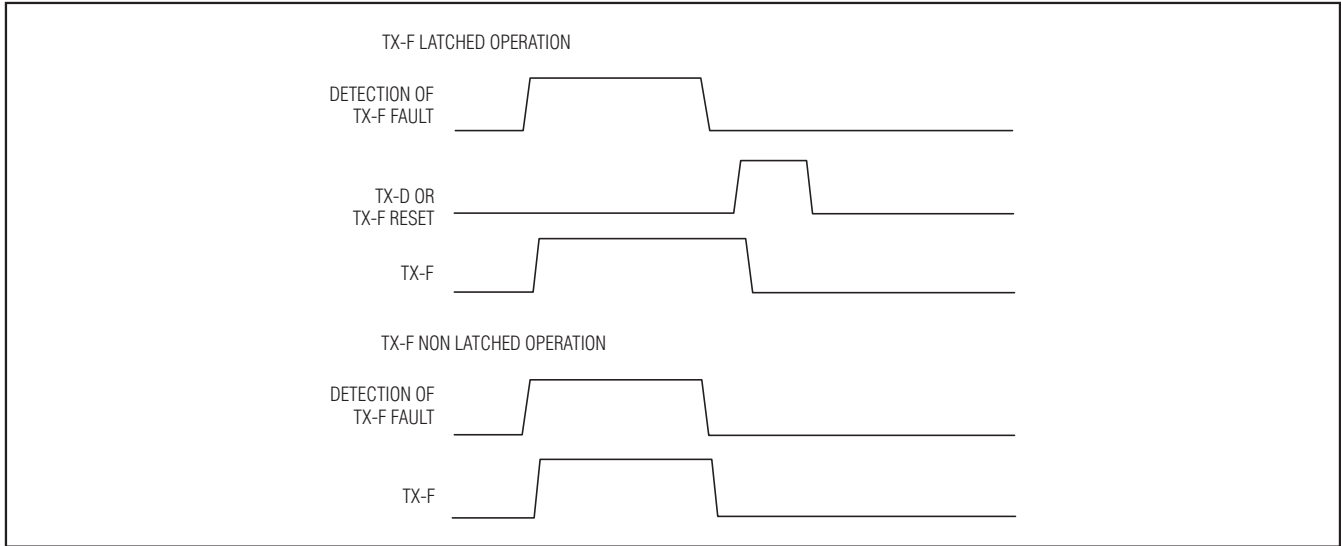 TX-F LATCHED OPERATION
DETECTION OF
TX-F FAULT
TX-D OR
TX-F RESET
TX-F
TX-F NON LATCHED OPERATION
DETECTION OF
TX-F FAULT
TX-F